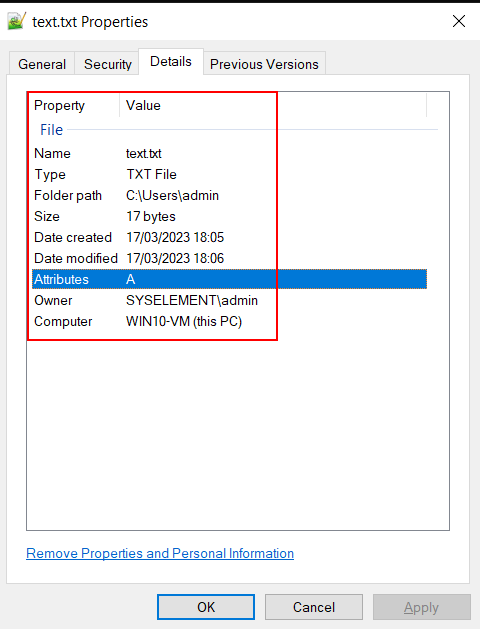 text.txt Properties
General Security Details Previous Versions
Property Value
File
Name text.txt
Type TXT File
Folder path C:\Users\admin
Size 17 bytes
Date created 17/03/2023 18:05
Date modified 17/03/2023 18:06
Attributes A
Owner SYSELEMENT\admin
Computer WIN10-VM (this PC)
Remove Properties and Personal Information
OK Cancel Apply